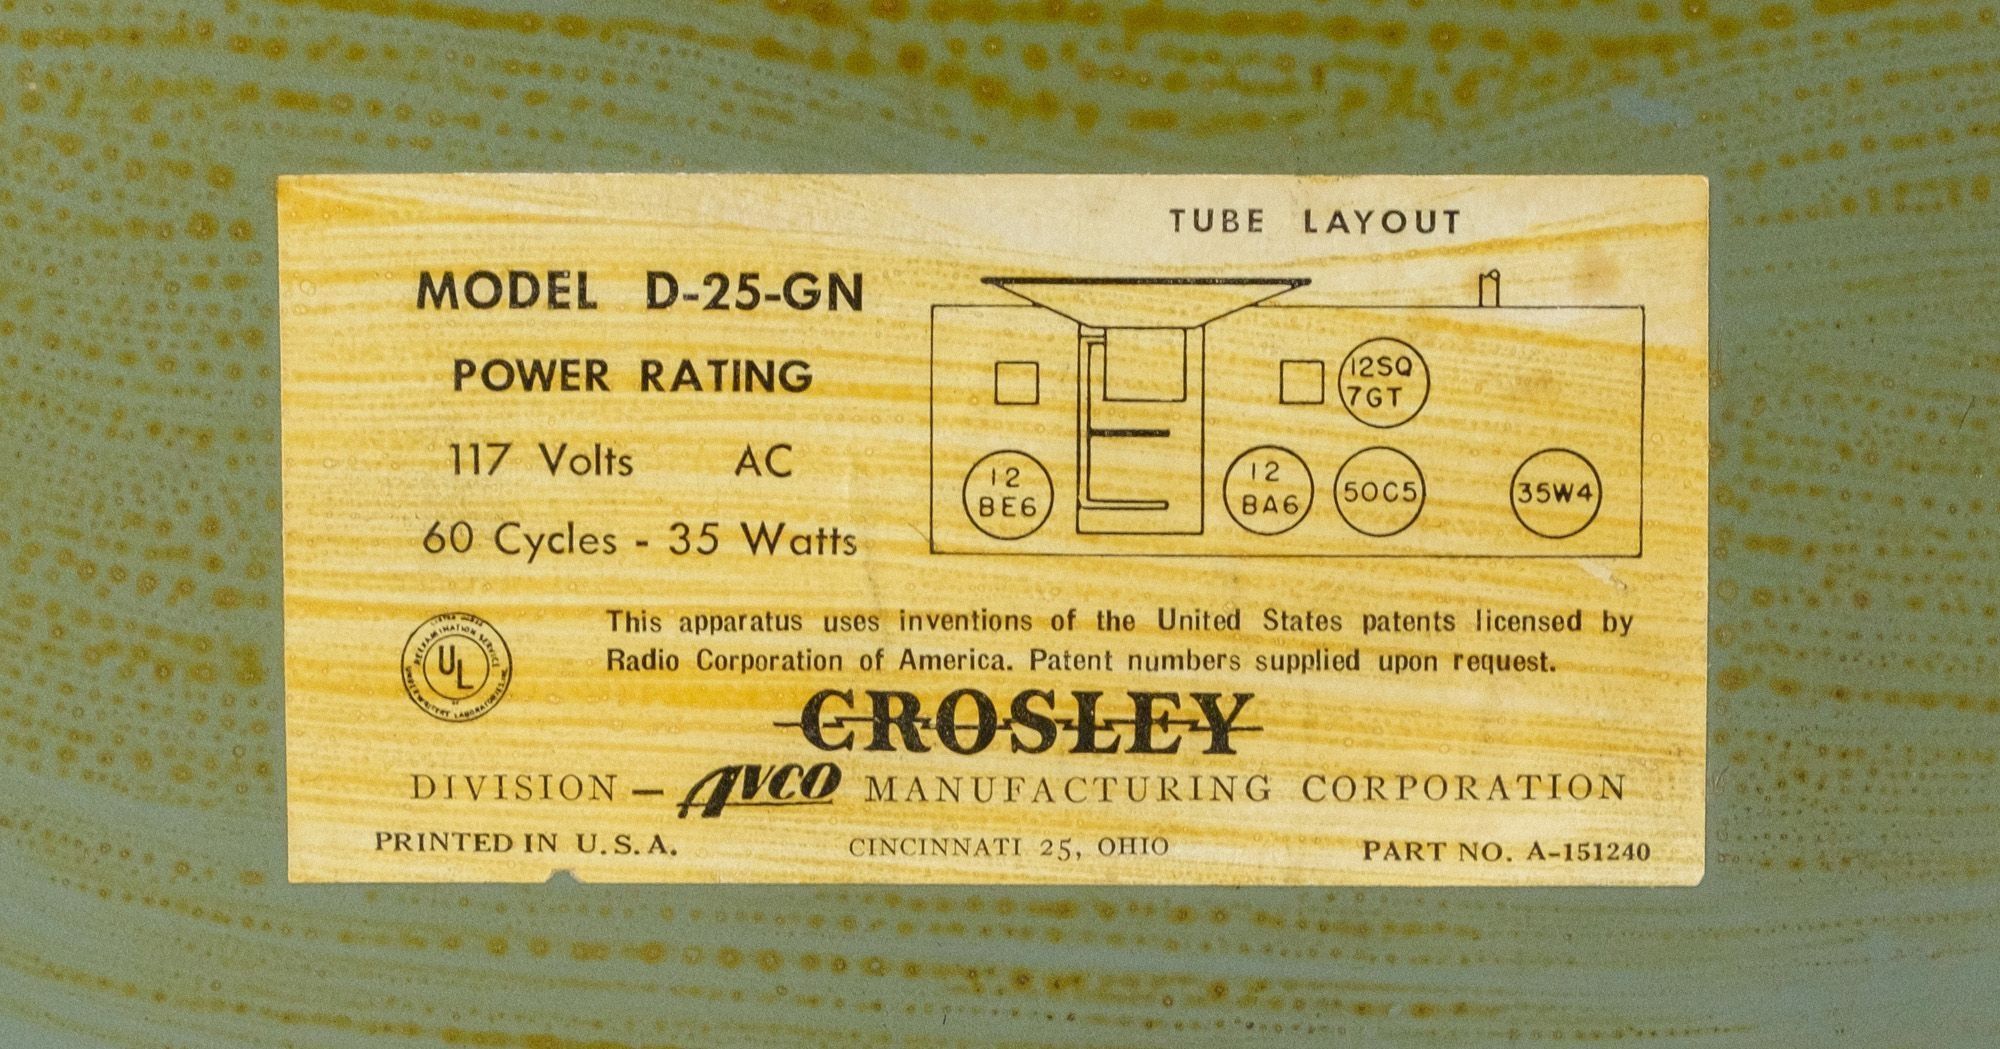 TUBE LAYOUT
MODEL D-25-GN
POWER RATING
117 Volts AC
60 Cycles - 35 Watts
12SQ
7GT
12
BE6
12
BA6
50C5
35W4
UL
This apparatus uses inventions of the United States patents licensed by
Radio Corporation of America. Patent numbers supplied upon request.
CROSLEY
DIVISION — AVCO MANUFACTURING CORPORATION
PRINTED IN U.S.A. CINCINNATI 25, OHIO PART NO. A-151240